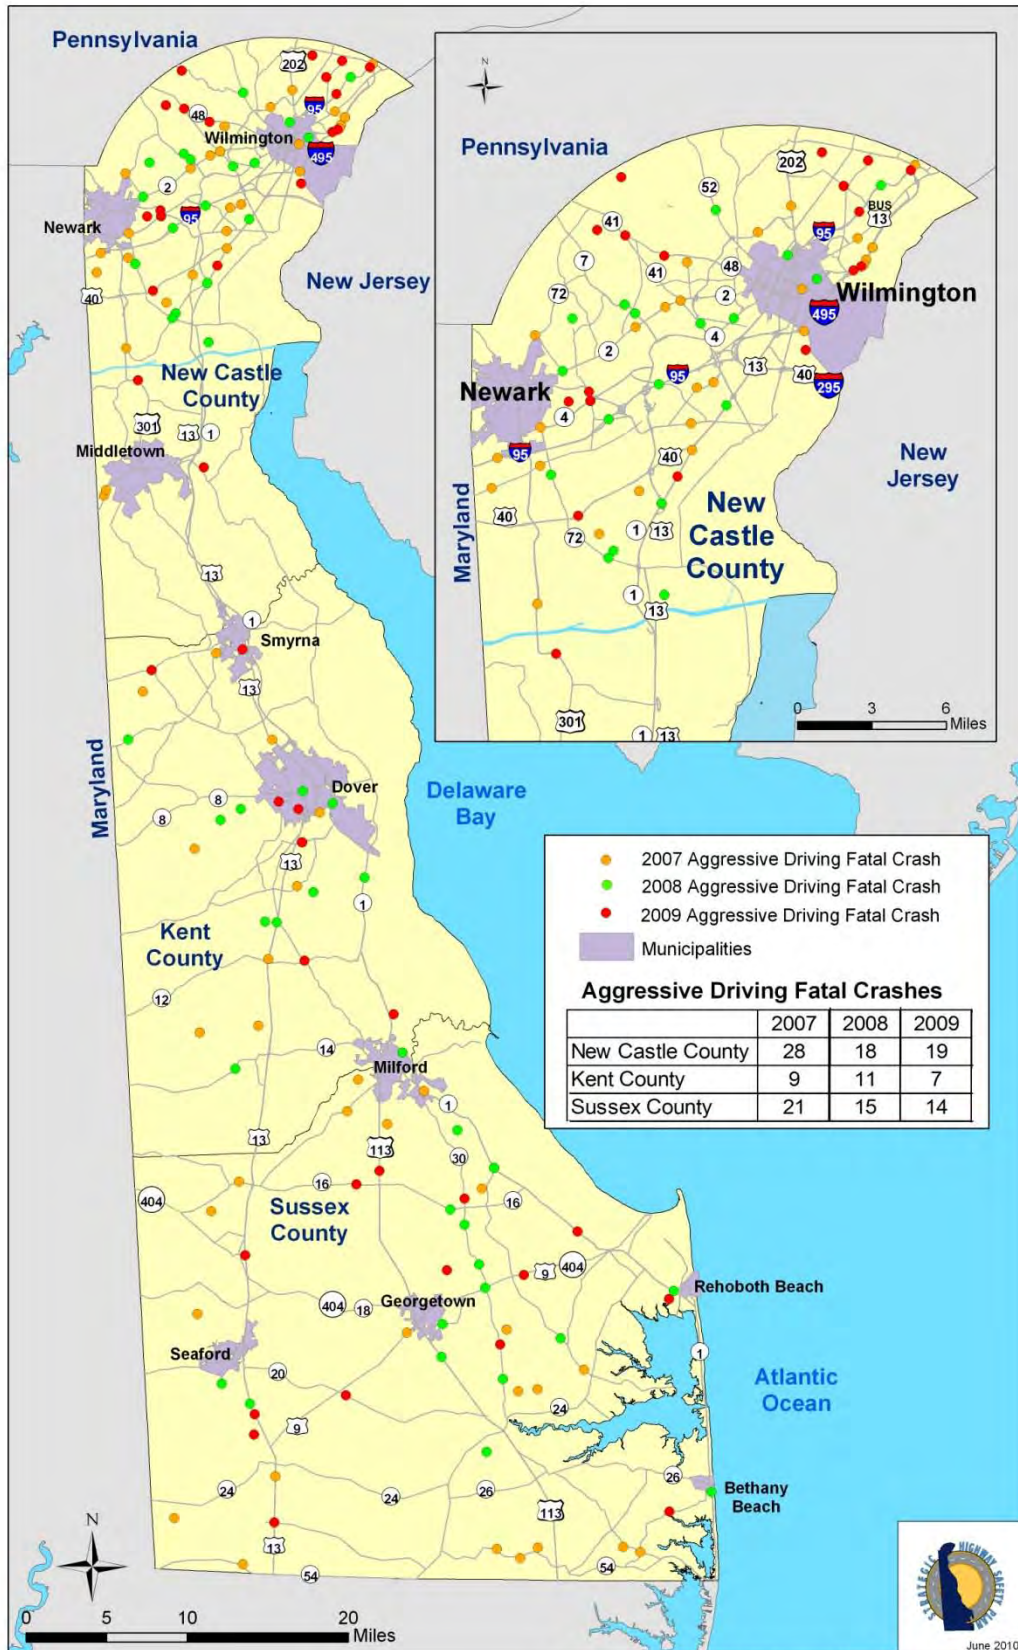 Pennsylvania
202
95
48
Wilmington
495
2
95
Newark
New Jersey
40
New Castle
County
301
13
1
Middletown
13
1
Smyrna
13
Maryland
Dover
8
8
13
1
Kent
County
12
14
Milford
1
13
113
30
16
16
404
Sussex
County
9
404
Rehoboth Beach
404
18
Georgetown
Seaford
20
1
24
9
24
24
26
26
Bethany
Beach
113
13
54
54
Delaware
Bay
Atlantic
Ocean
N
0 5 10 20
Miles
Pennsylvania
202
52
BUS
13
41
95
7
41
48
72
2
Wilmington
495
2
4
13
95
40
295
Newark
4
95
New
Jersey
40
Maryland
40
New
Castle
County
1
13
72
1
13
301
1
13
0 3 6
Miles
2007 Aggressive Driving Fatal Crash
2008 Aggressive Driving Fatal Crash
2009 Aggressive Driving Fatal Crash
Municipalities
Aggressive Driving Fatal Crashes
2007 2008 2009
New Castle County 28 18 19
Kent County 9 11 7
Sussex County 21 15 14
STRATEGIC HIGHWAY SAFETY PLAN
June 2010